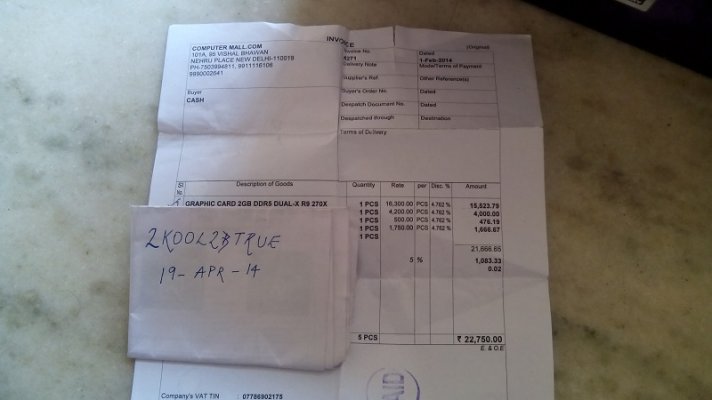 INVOICE
(Original)
COMPUTER MALL.COM
101A, 95 VISHAL BHAWAN
NEHRU PLACE NEW DELHI-110019
PH-7503994811, 9911116106
9990002641
Buyer
CASH
Invoice No.
4271
Dated
1-Feb-2014
Delivery Note
Mode/Terms of Payment
Supplier's Ref.
Other Reference(s)
Buyer's Order No.
Dated
Despatch Document No.
Dated
Despatched through
Destination
Terms of Delivery
Sl No.
Description of Goods
Quantity
Rate
per
Disc. %
Amount
GRAPHIC CARD 2GB DDR5 DUAL-X R9 270X
1 PCS 16,300.00 PCS 4.762 % 15,523.79
1 PCS 4,200.00 PCS 4.762 % 4,000.00
1 PCS 500.00 PCS 4.762 % 476.19
1 PCS 1,750.00 PCS 4.762 % 1,666.67
1 PCS
21,666.65
5 % 1,083.33
0.02
5 PCS
₹ 22,750.00
E. & O.E
2KOOL2BTRUE
19-APR-14
Company's VAT TIN : 07786902175